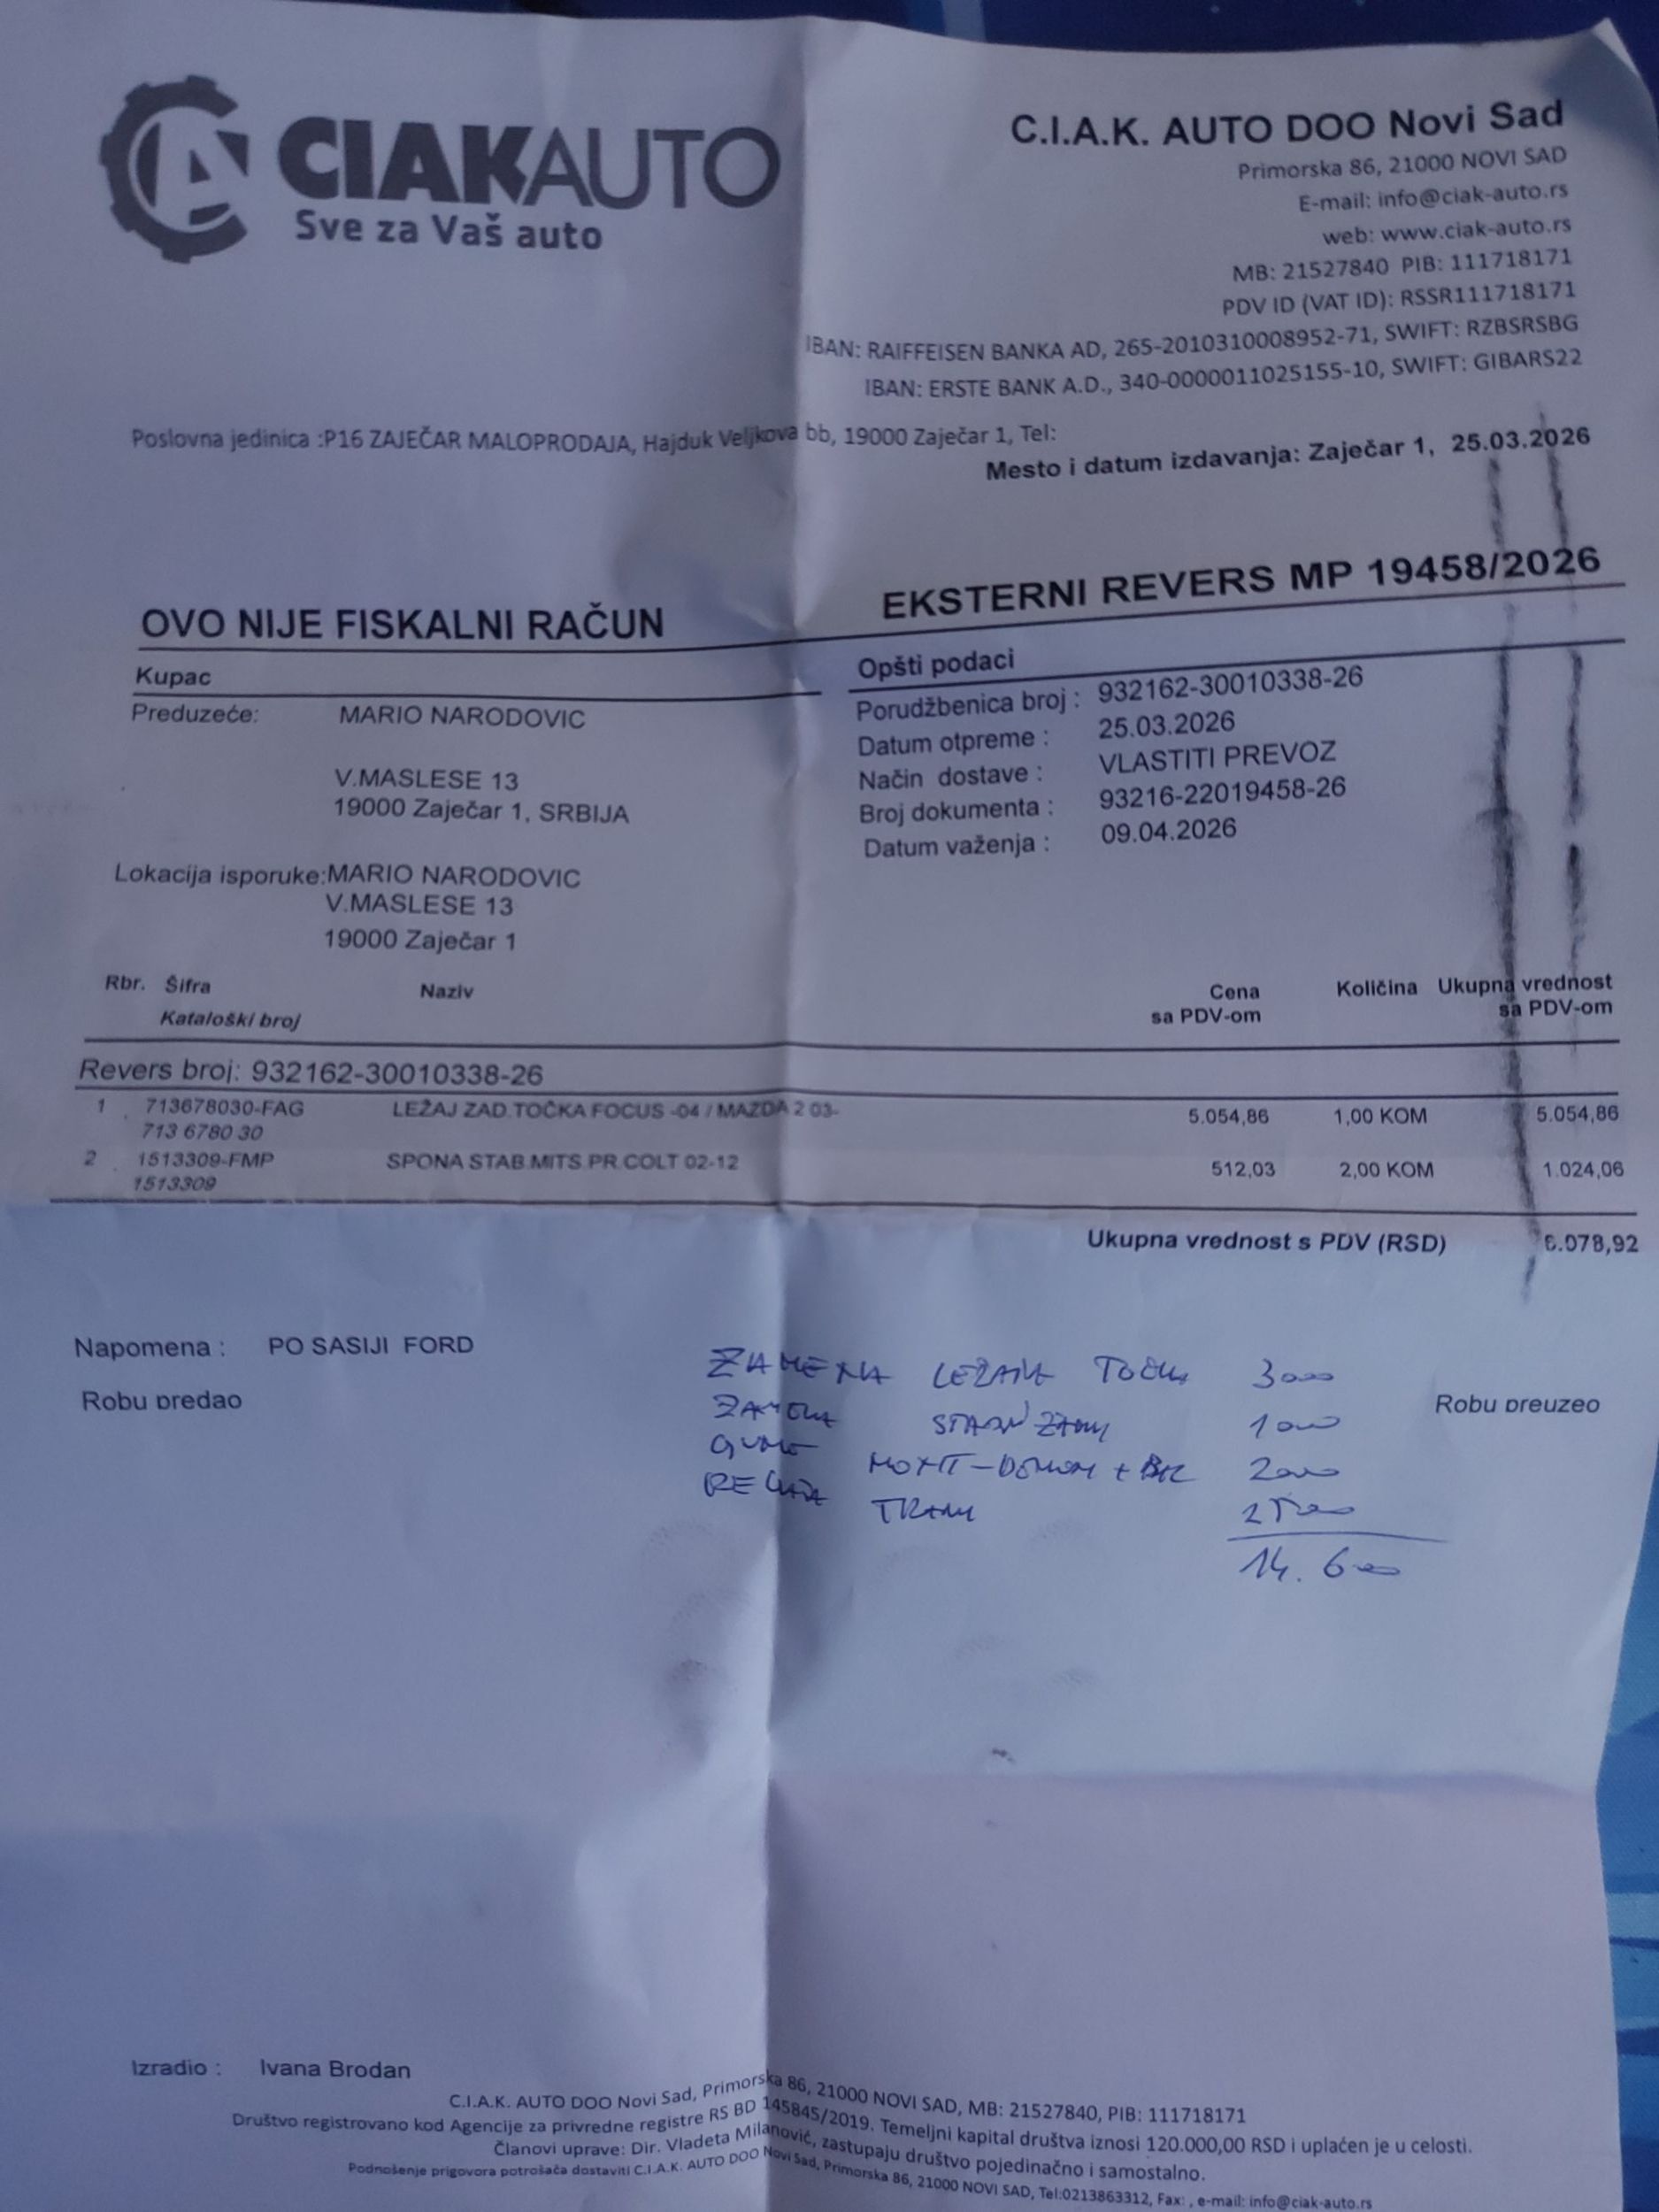 CIAKAUTO
Sve za Vaš auto
C.I.A.K. AUTO DOO Novi Sad
Primorska 86, 21000 NOVI SAD
E-mail: info@ciak-auto.rs
web: www.ciak-auto.rs
MB: 21527840 PIB: 111718171
PDV ID (VAT ID): RSSR111718171
IBAN: RAIFFEISEN BANKA AD, 265-2010310008952-71, SWIFT: RZBSRSBG
IBAN: ERSTE BANK A.D., 340-0000011025155-10, SWIFT: GIBARS22
Poslovna jedinica :P16 ZAJEČAR MALOPRODAJA, Hajduk Veljkova bb, 19000 Zaječar 1, Tel:
Mesto i datum izdavanja: Zaječar 1, 25.03.2026
OVO NIJE FISKALNI RAČUN
EKSTERNI REVERS MP 19458/2026
Kupac
Preduzeće: MARIO NARODOVIC
V.MASLESE 13
19000 Zaječar 1, SRBIJA
Lokacija isporuke:MARIO NARODOVIC
V.MASLESE 13
19000 Zaječar 1
Opšti podaci
Porudžbenica broj : 932162-30010338-26
Datum otpreme : 25.03.2026
Način dostave : VLASTITI PREVOZ
Broj dokumenta : 93216-22019458-26
Datum važenja : 09.04.2026
Rbr. Šifra Naziv Cena Količina Ukupna vrednost
Kataloški broj sa PDV-om sa PDV-om
Revers broj: 932162-30010338-26
1 713678030-FAG LEŽAJ ZAD.TOČKA FOCUS -04 / MAZDA 2 03- 5.054,86 1,00 KOM 5.054,86
713 6780 30
2 1513309-FMP SPONA STAB.MITS.PR.COLT 02-12 512,03 2,00 KOM 1.024,06
1513309
Ukupna vrednost s PDV (RSD) 6.078,92
Napomena : PO SASIJI FORD
Robu predao
Robu preuzeo
ZAMENA LEŽAJA 3000
1000
2000
14.600
Izradio : Ivana Brodan
C.I.A.K. AUTO DOO Novi Sad, Primorska 86, 21000 NOVI SAD, MB: 21527840, PIB: 111718171
Društvo registrovano kod Agencije za privredne registre RS BD 145845/2019. Temeljni kapital društva iznosi 120.000,00 RSD i uplaćen je u celosti.
Članovi uprave: Dir. Vladeta Milanović, zastupaju društvo pojedinačno i samostalno.
Podnošenje prigovora potrošača dostaviti C.I.A.K. AUTO DOO Novi Sad, Primorska 86, 21000 NOVI SAD, Tel:0213863312, Fax: , e-mail: info@ciak-auto.rs